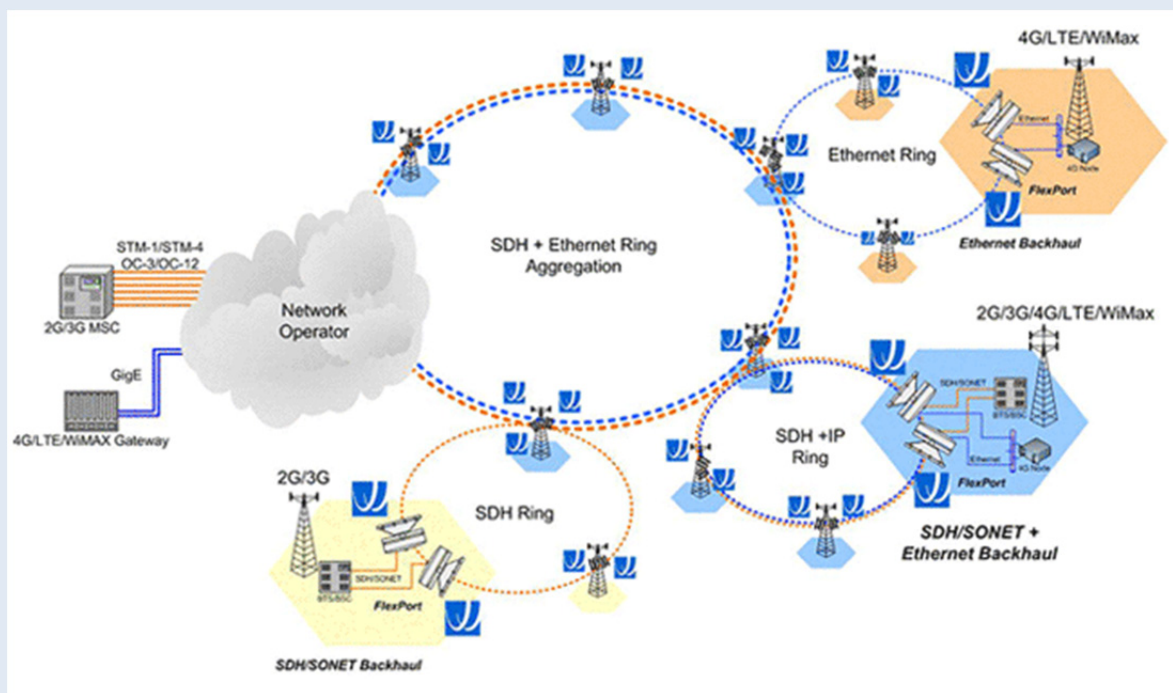 4G/LTE/WiMax
Ethernet
4G Node
FlexPort
Ethernet Backhaul
Ethernet Ring
SDH + Ethernet Ring
Aggregation
STM-1/STM-4
OC-3/OC-12
2G/3G MSC
Network
Operator
GigE
4G/LTE/WiMAX Gateway
2G/3G/4G/LTE/WiMax
SDH/SONET
BTS/BSC
Ethernet
4G Node
FlexPort
SDH +IP
Ring
SDH/SONET +
Ethernet Backhaul
2G/3G
SDH Ring
SDH/SONET
BTS/BSC
FlexPort
SDH/SONET Backhaul